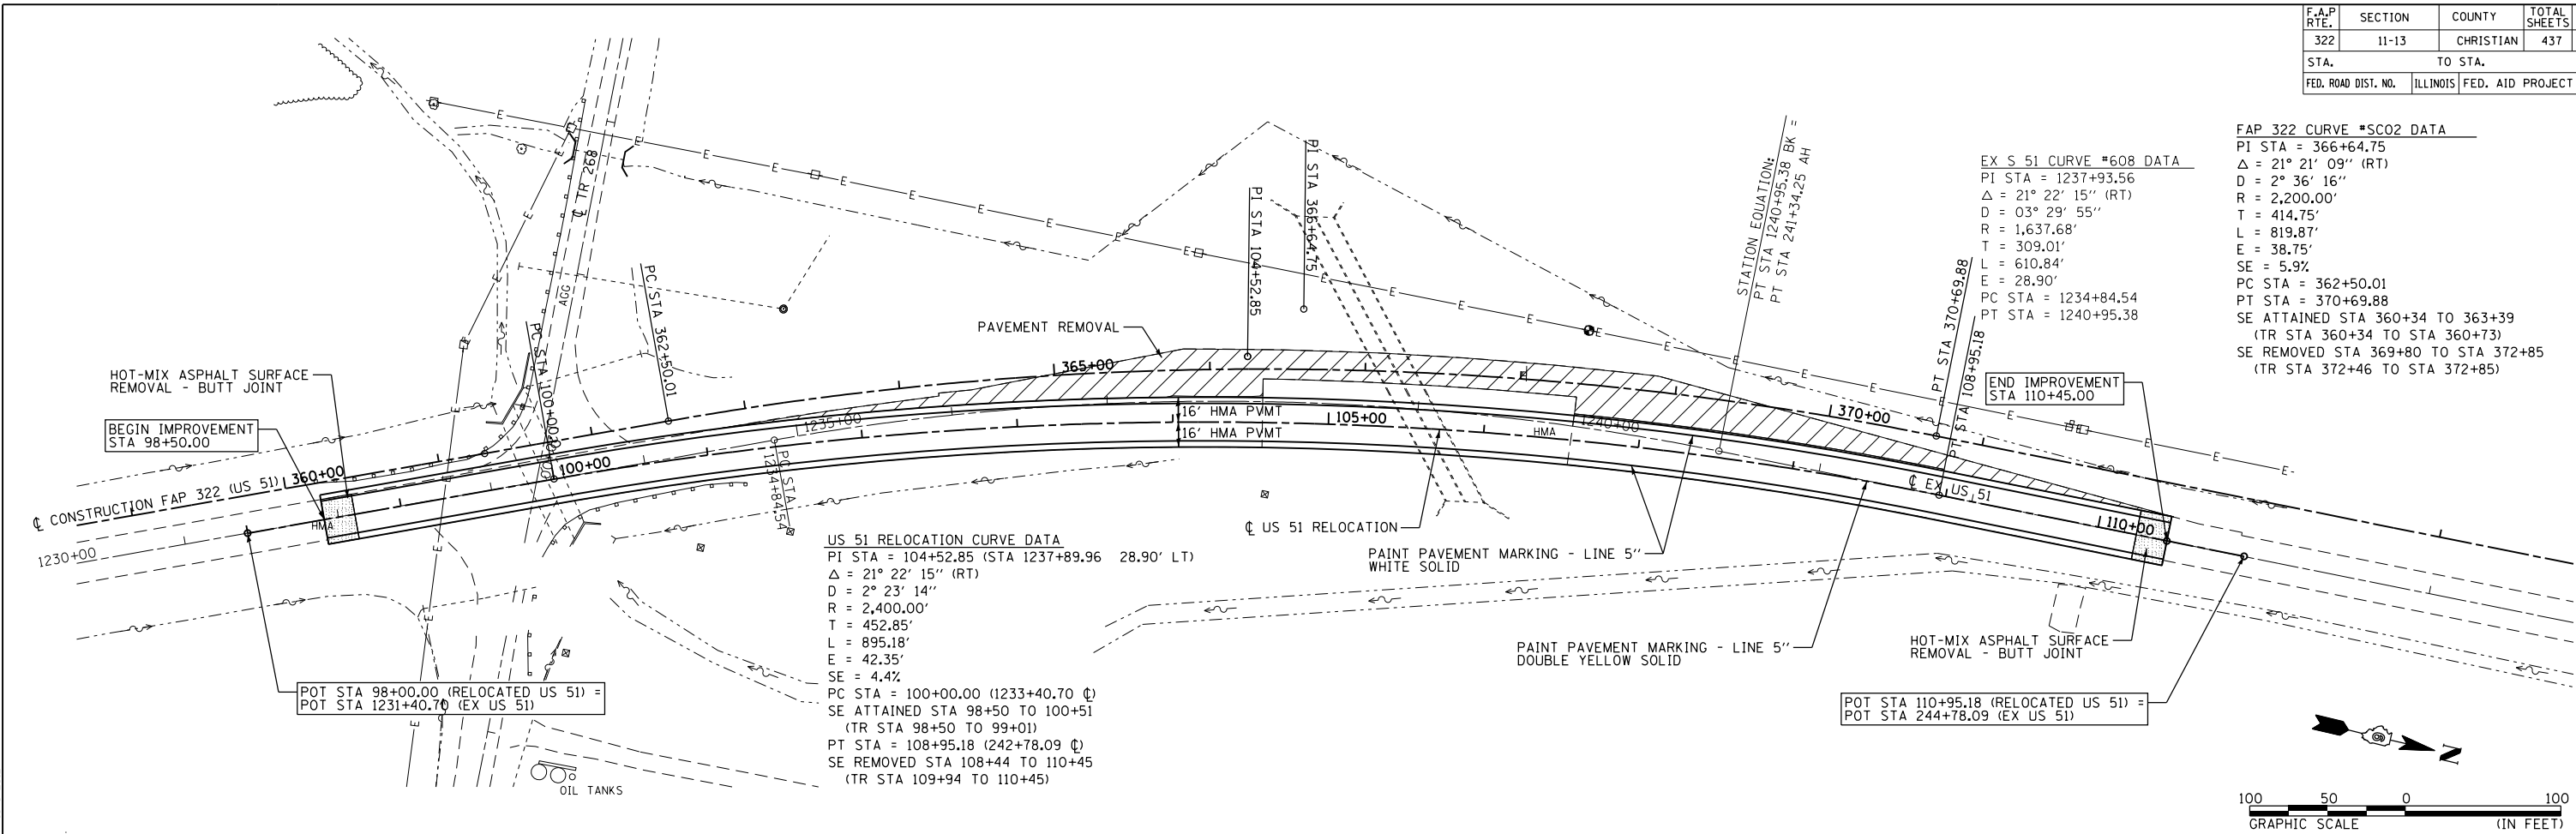 F.A.P RTE. SECTION COUNTY TOTAL SHEETS
322 11-13 CHRISTIAN 437
STA. TO STA.
FED. ROAD DIST. NO. ILLINOIS FED. AID PROJECT
FAP 322 CURVE #SC02 DATA
PI STA = 366+64.75
Δ = 21° 21' 09" (RT)
D = 2° 36' 16"
R = 2,200.00'
T = 414.75'
L = 819.87'
E = 38.75'
SE = 5.9%
PC STA = 362+50.01
PT STA = 370+69.88
SE ATTAINED STA 360+34 TO 363+39
(TR STA 360+34 TO STA 360+73)
SE REMOVED STA 369+80 TO STA 372+85
(TR STA 372+46 TO STA 372+85)
EX S 51 CURVE #608 DATA
PI STA = 1237+93.56
Δ = 21° 22' 15" (RT)
D = 03° 29' 55"
R = 1,637.68'
T = 309.01'
L = 610.84'
E = 28.90'
PC STA = 1234+84.54
PT STA = 1240+95.38
STATION EQUATION:
PT STA 1240+95.38 BK =
PT STA 241+34.25 AH
PI STA 366+64.75
PI STA 104+52.85
℄ TR 268
AGG
PC STA 362+50.01
PC STA 100+00.00
PT STA 370+69.88
PT STA 108+95.18
PAVEMENT REMOVAL
HOT-MIX ASPHALT SURFACE
REMOVAL - BUTT JOINT
BEGIN IMPROVEMENT
STA 98+50.00
END IMPROVEMENT
STA 110+45.00
365+00
370+00
16' HMA PVMT
16' HMA PVMT
105+00
1235+00
1240+00
HMA
100+00
360+00
℄ CONSTRUCTION FAP 322 (US 51)
HMA
1230+00
PC STA
1234+84.54
℄ EX US 51
110+00
℄ US 51 RELOCATION
PAINT PAVEMENT MARKING - LINE 5"
WHITE SOLID
PAINT PAVEMENT MARKING - LINE 5"
DOUBLE YELLOW SOLID
HOT-MIX ASPHALT SURFACE
REMOVAL - BUTT JOINT
US 51 RELOCATION CURVE DATA
PI STA = 104+52.85 (STA 1237+89.96 28.90' LT)
Δ = 21° 22' 15" (RT)
D = 2° 23' 14"
R = 2,400.00'
T = 452.85'
L = 895.18'
E = 42.35'
SE = 4.4%
PC STA = 100+00.00 (1233+40.70 ℄)
SE ATTAINED STA 98+50 TO 100+51
(TR STA 98+50 TO 99+01)
PT STA = 108+95.18 (242+78.09 ℄)
SE REMOVED STA 108+44 TO 110+45
(TR STA 109+94 TO 110+45)
POT STA 98+00.00 (RELOCATED US 51) =
POT STA 1231+40.70 (EX US 51)
POT STA 110+95.18 (RELOCATED US 51) =
POT STA 244+78.09 (EX US 51)
OIL TANKS
N
100 50 0 100
GRAPHIC SCALE (IN FEET)